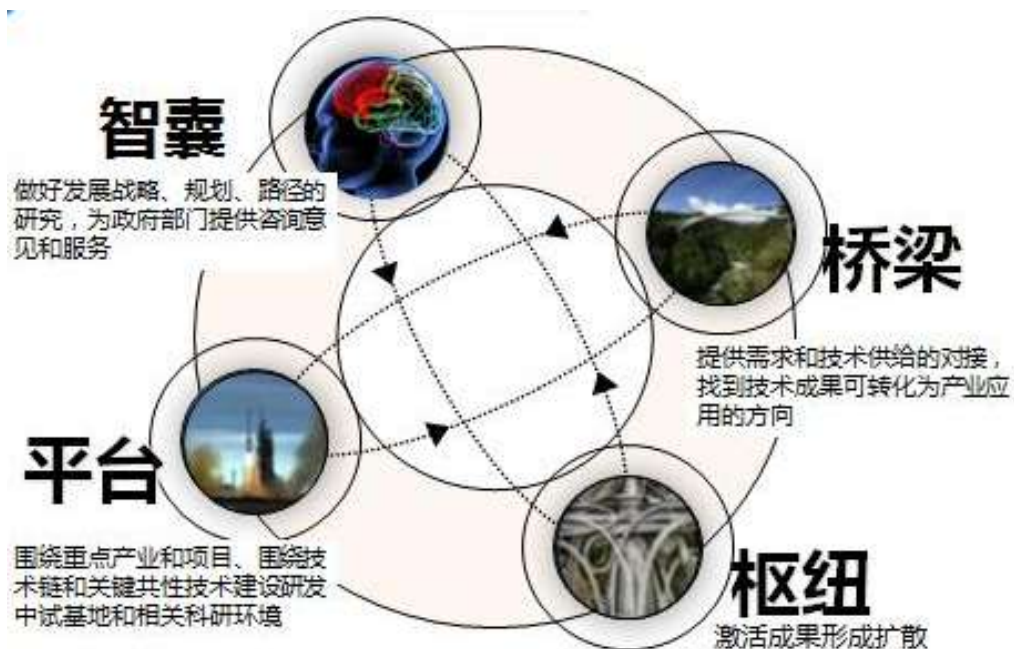 智囊
做好发展战略、规划、路径的
研究，为政府部门提供咨询意
见和服务
桥梁
提供需求和技术供给的对接，
找到技术成果可转化为产业应
用的方向
平台
围绕重点产业和项目、围绕技
术链和关键共性技术建设研发
中试基地和相关科研环境
枢纽
激活成果形成扩散